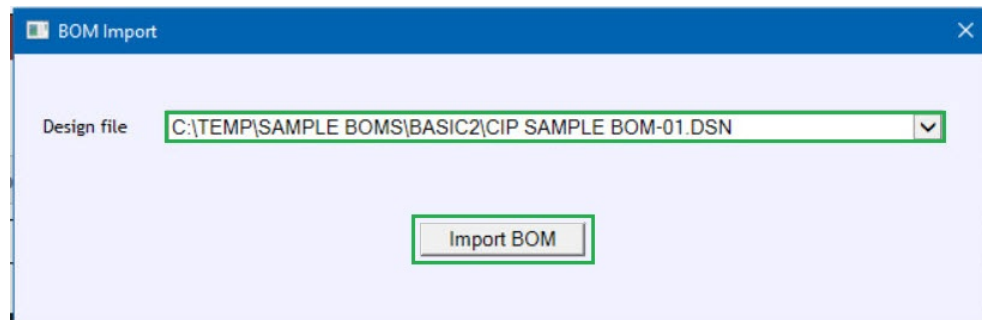 BOM Import
Design file C:\TEMP\SAMPLE BOMS\BASIC2\CIP SAMPLE BOM-01.DSN
Import BOM